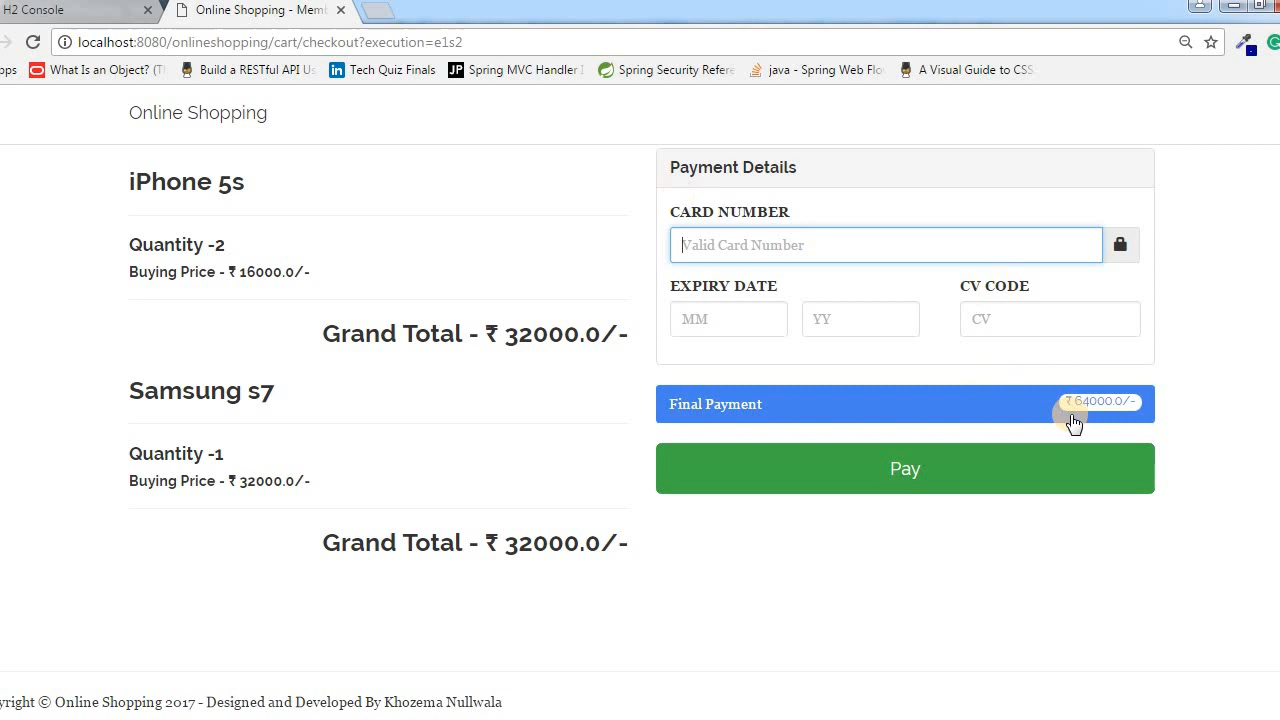 H2 Console
Online Shopping - Mem
localhost:8080/onlineshopping/cart/checkout?execution=e1s2
pps What Is an Object? (T Build a RESTful API Us Tech Quiz Finals JP Spring MVC Handler I Spring Security Refere java - Spring Web Flo A Visual Guide to CSS
Online Shopping
iPhone 5s
Quantity -2
Buying Price - ₹ 16000.0/-
Grand Total - ₹ 32000.0/-
Samsung s7
Quantity -1
Buying Price - ₹ 32000.0/-
Grand Total - ₹ 32000.0/-
Payment Details
CARD NUMBER
Valid Card Number
EXPIRY DATE CV CODE
MM YY CV
Final Payment ₹ 64000.0/-
Pay
yright © Online Shopping 2017 - Designed and Developed By Khozema Nullwala